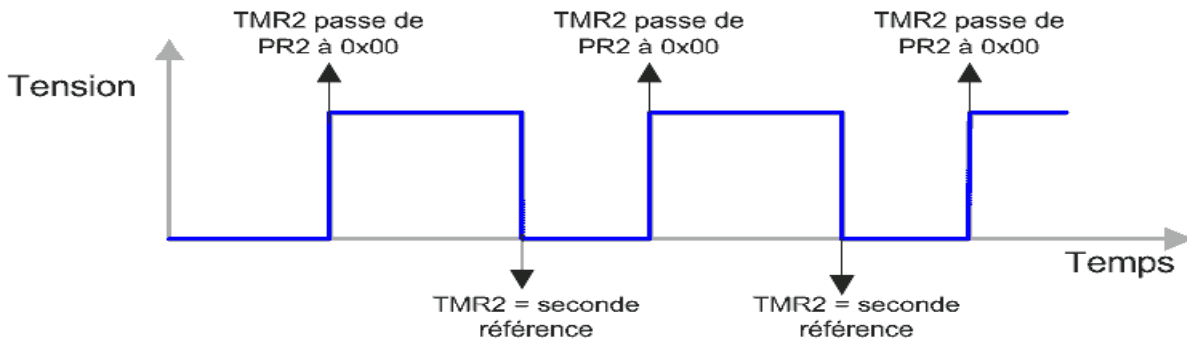 TMR2 passe de
PR2 à 0x00
TMR2 passe de
PR2 à 0x00
TMR2 passe de
PR2 à 0x00
Tension
Temps
TMR2 = seconde
référence
TMR2 = seconde
référence